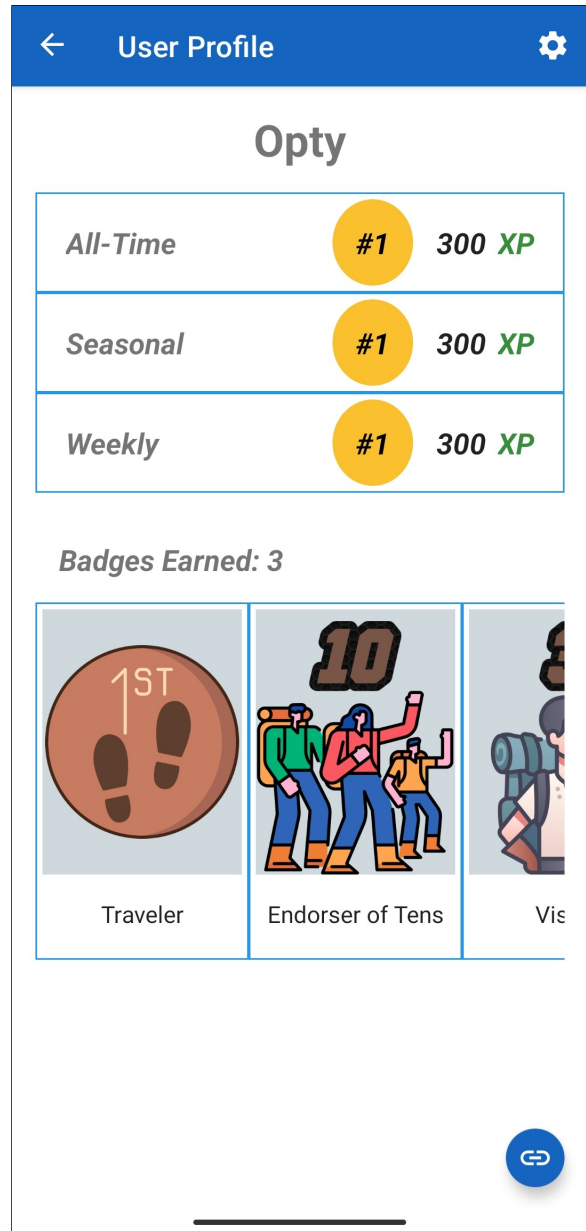 User Profile
Opty
All-Time #1 300 XP
Seasonal #1 300 XP
Weekly #1 300 XP
Badges Earned: 3
1ST
10
Traveler
Endorser of Tens